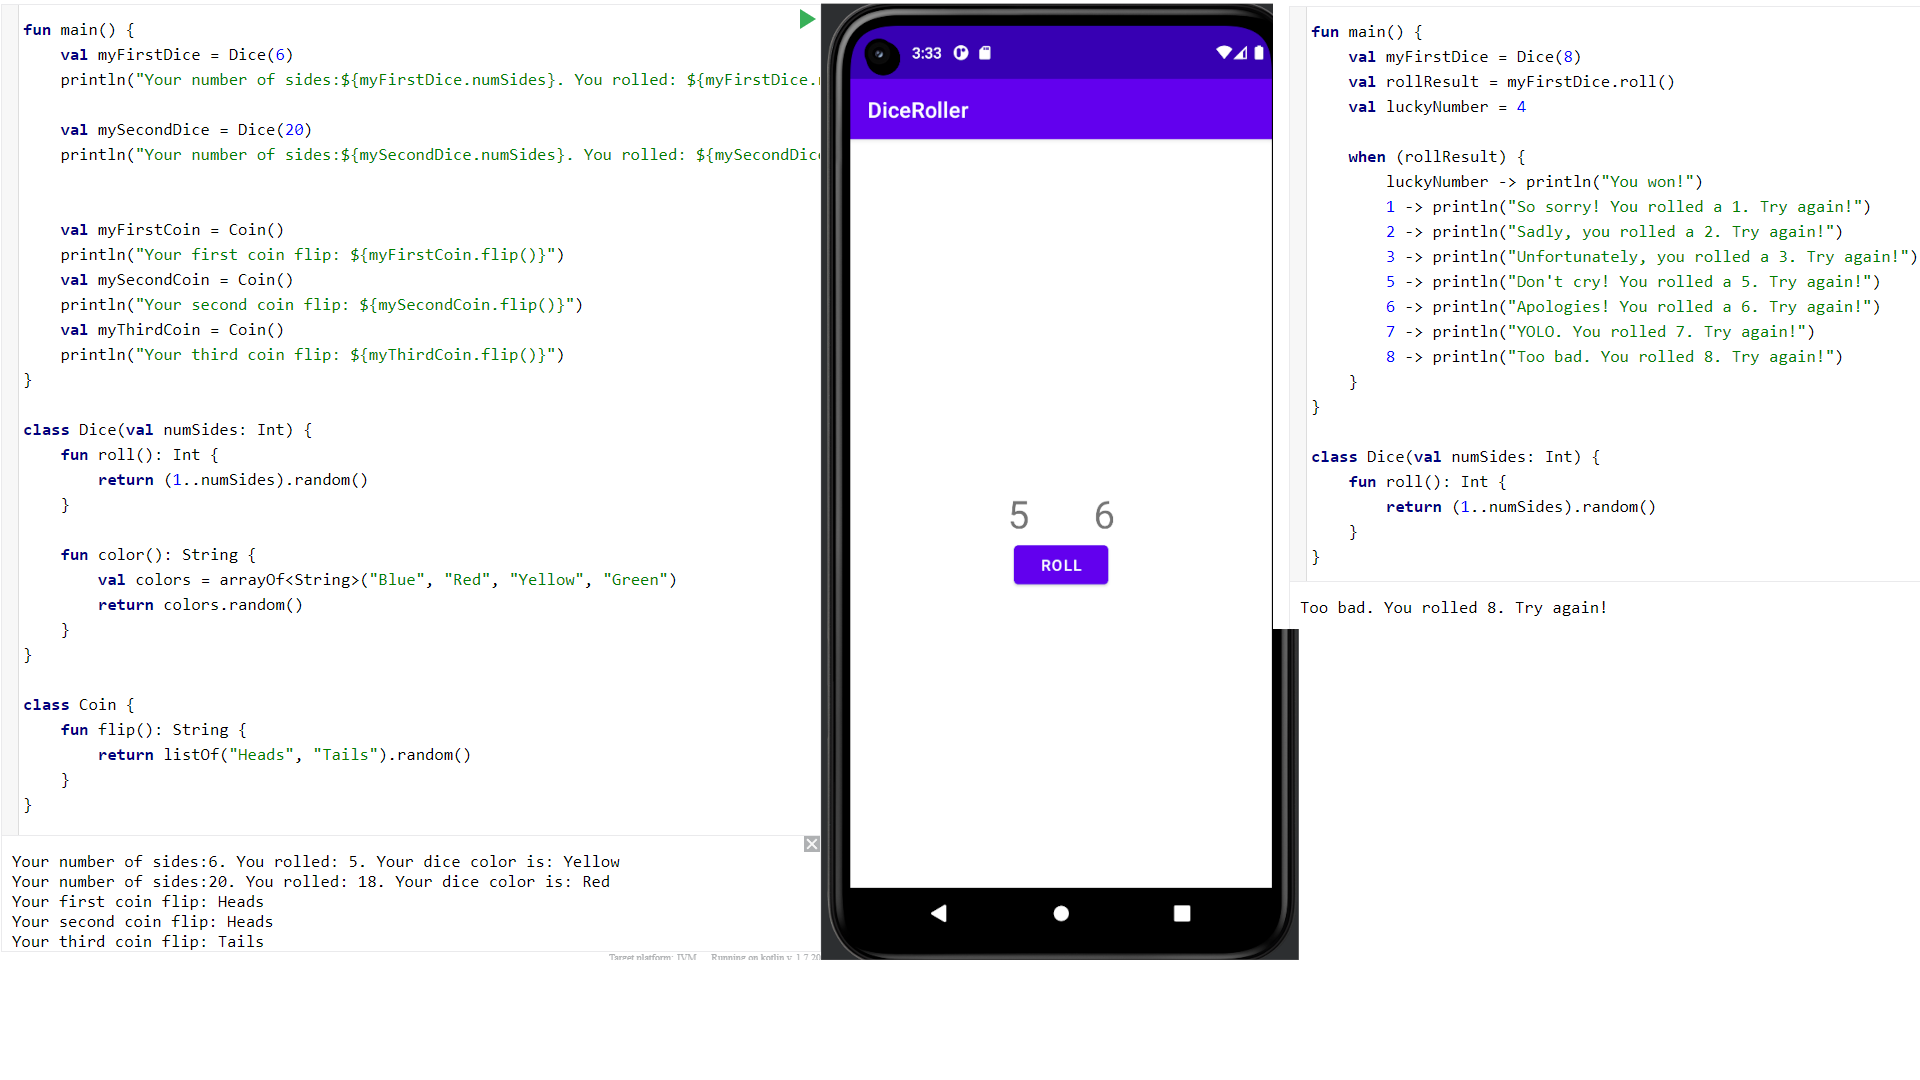 fun main() {
    val myFirstDice = Dice(6)
    println("Your number of sides:${myFirstDice.numSides}. You rolled: ${myFirstDice.
    val mySecondDice = Dice(20)
    println("Your number of sides:${mySecondDice.numSides}. You rolled: ${mySecondDic
    val myFirstCoin = Coin()
    println("Your first coin flip: ${myFirstCoin.flip()}")
    val mySecondCoin = Coin()
    println("Your second coin flip: ${mySecondCoin.flip()}")
    val myThirdCoin = Coin()
    println("Your third coin flip: ${myThirdCoin.flip()}")
}
class Dice(val numSides: Int) {
    fun roll(): Int {
        return (1..numSides).random()
    }
    fun color(): String {
        val colors = arrayOf<String>("Blue", "Red", "Yellow", "Green")
        return colors.random()
    }
}
class Coin {
    fun flip(): String {
        return listOf("Heads", "Tails").random()
    }
}
Your number of sides:6. You rolled: 5. Your dice color is: Yellow
Your number of sides:20. You rolled: 18. Your dice color is: Red
Your first coin flip: Heads
Your second coin flip: Heads
Your third coin flip: Tails
Target platform: JVM Running on kotlin v. 1.7.20
3:33
DiceRoller
5 6
ROLL
fun main() {
    val myFirstDice = Dice(8)
    val rollResult = myFirstDice.roll()
    val luckyNumber = 4
    when (rollResult) {
        luckyNumber -> println("You won!")
        1 -> println("So sorry! You rolled a 1. Try again!")
        2 -> println("Sadly, you rolled a 2. Try again!")
        3 -> println("Unfortunately, you rolled a 3. Try again!")
        5 -> println("Don't cry! You rolled a 5. Try again!")
        6 -> println("Apologies! You rolled a 6. Try again!")
        7 -> println("YOLO. You rolled 7. Try again!")
        8 -> println("Too bad. You rolled 8. Try again!")
    }
}
class Dice(val numSides: Int) {
    fun roll(): Int {
        return (1..numSides).random()
    }
}
Too bad. You rolled 8. Try again!